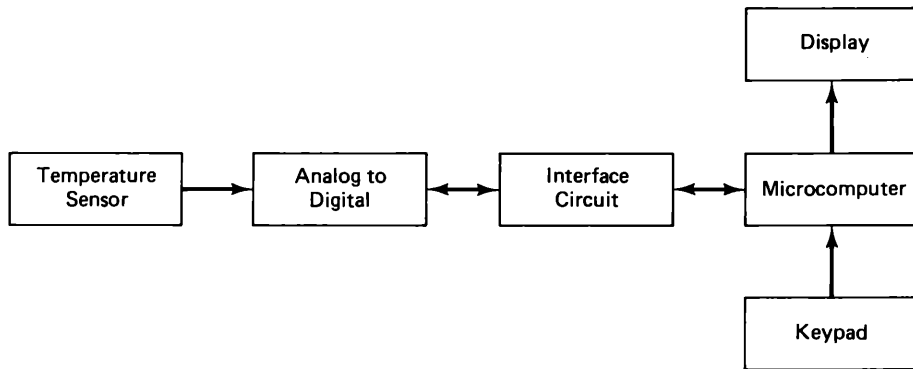 Display
Temperature
Sensor
Analog to
Digital
Interface
Circuit
Microcomputer
Keypad